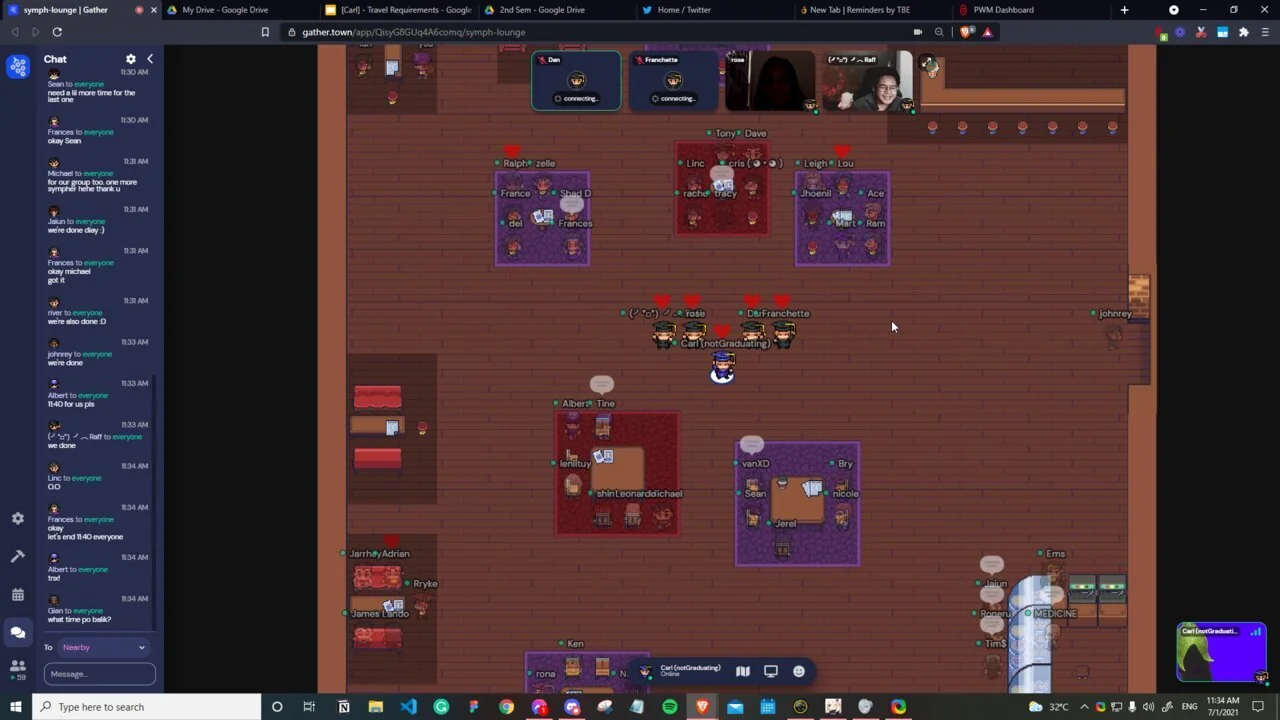 symph-lounge | Gather
My Drive - Google Drive
[Carl] - Travel Requirements - Google
2nd Sem - Google Drive
Home / Twitter
New Tab | Reminders by TBE
PWM Dashboard
gather.town/app/QisyG8GUq4A6comq/symph-lounge
Chat
11:30 AM
Sean to everyone
need a lil more time for the
last one
11:30 AM
Frances to everyone
okay Sean
11:31 AM
Michael to everyone
for our group too. one more
sympher hehe thank u
11:31 AM
Jaiun to everyone
we're done diay :)
11:31 AM
Frances to everyone
okay michael
got it
11:31 AM
river to everyone
we're also done :D
11:33 AM
johnrey to everyone
we're done
11:33 AM
Albert to everyone
11:40 for us pls
11:33 AM
Raff to everyone
we done
11:34 AM
Linc to everyone
O.O
11:34 AM
Frances to everyone
okay
let's end 11:40 everyone
11:34 AM
Albert to everyone
tnx!
11:34 AM
Gian to everyone
what time po balik?
To Nearby
Message...
59
Dan
connecting...
Franchette
connecting...
rose
Raff
Tony Dave
Ralph zelle
Linc cris
Leigh Lou
France Shad D
rache tracy
Jhoenil Ace
del Frances
Mart Ram
rose
Franchette
johnrey
Carl (notGraduating)
Albert Tine
vanXD Bry
Sean nicole
Jerel
Jarrhay Adrian
Rryke
James Lando
Ems
Jaiun
MEDICINE
Tim$
Ken
rona
Carl (notGraduating)
Online
Carl (notGraduati...
Type here to search
32°C
11:34 AM
7/1/2021